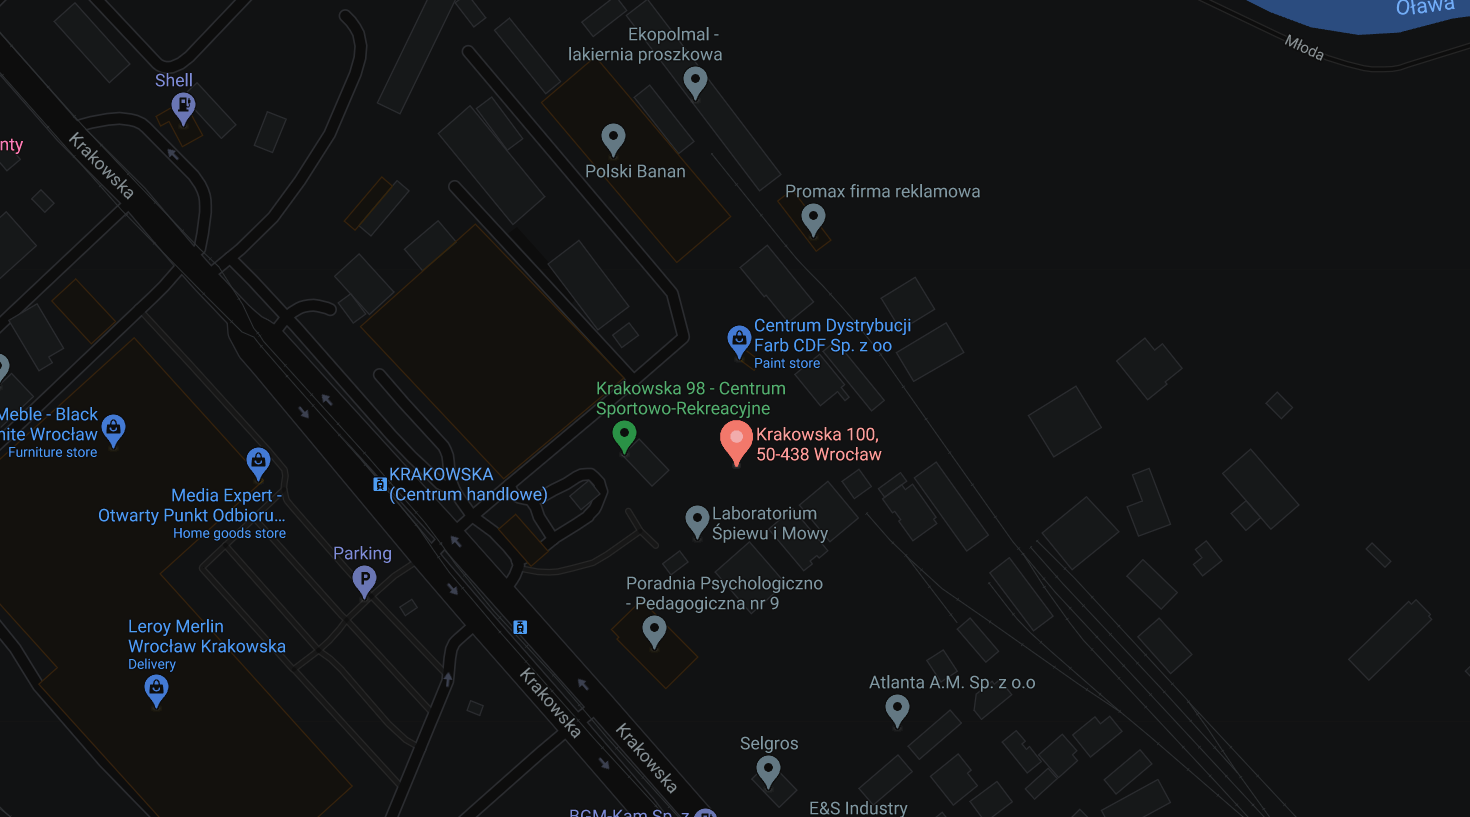 Oława
Młoda
Ekopolmal -
lakiernia proszkowa
Shell
Krakowska
nty
Polski Banan
Promax firma reklamowa
Centrum Dystrybucji
Farb CDF Sp. z oo
Paint store
Krakowska 98 - Centrum
Sportowo-Rekreacyjne
Krakowska 100,
50-438 Wrocław
Meble - Black
hite Wrocław
Furniture store
KRAKOWSKA
(Centrum handlowe)
Media Expert -
Otwarty Punkt Odbioru...
Home goods store
Laboratorium
Śpiewu i Mowy
Parking
P
Poradnia Psychologiczno
- Pedagogiczna nr 9
Leroy Merlin
Wrocław Krakowska
Delivery
Krakowska
Krakowska
Atlanta A.M. Sp. z o.o
Selgros
E&S Industry
BGM-Kam Sp. z